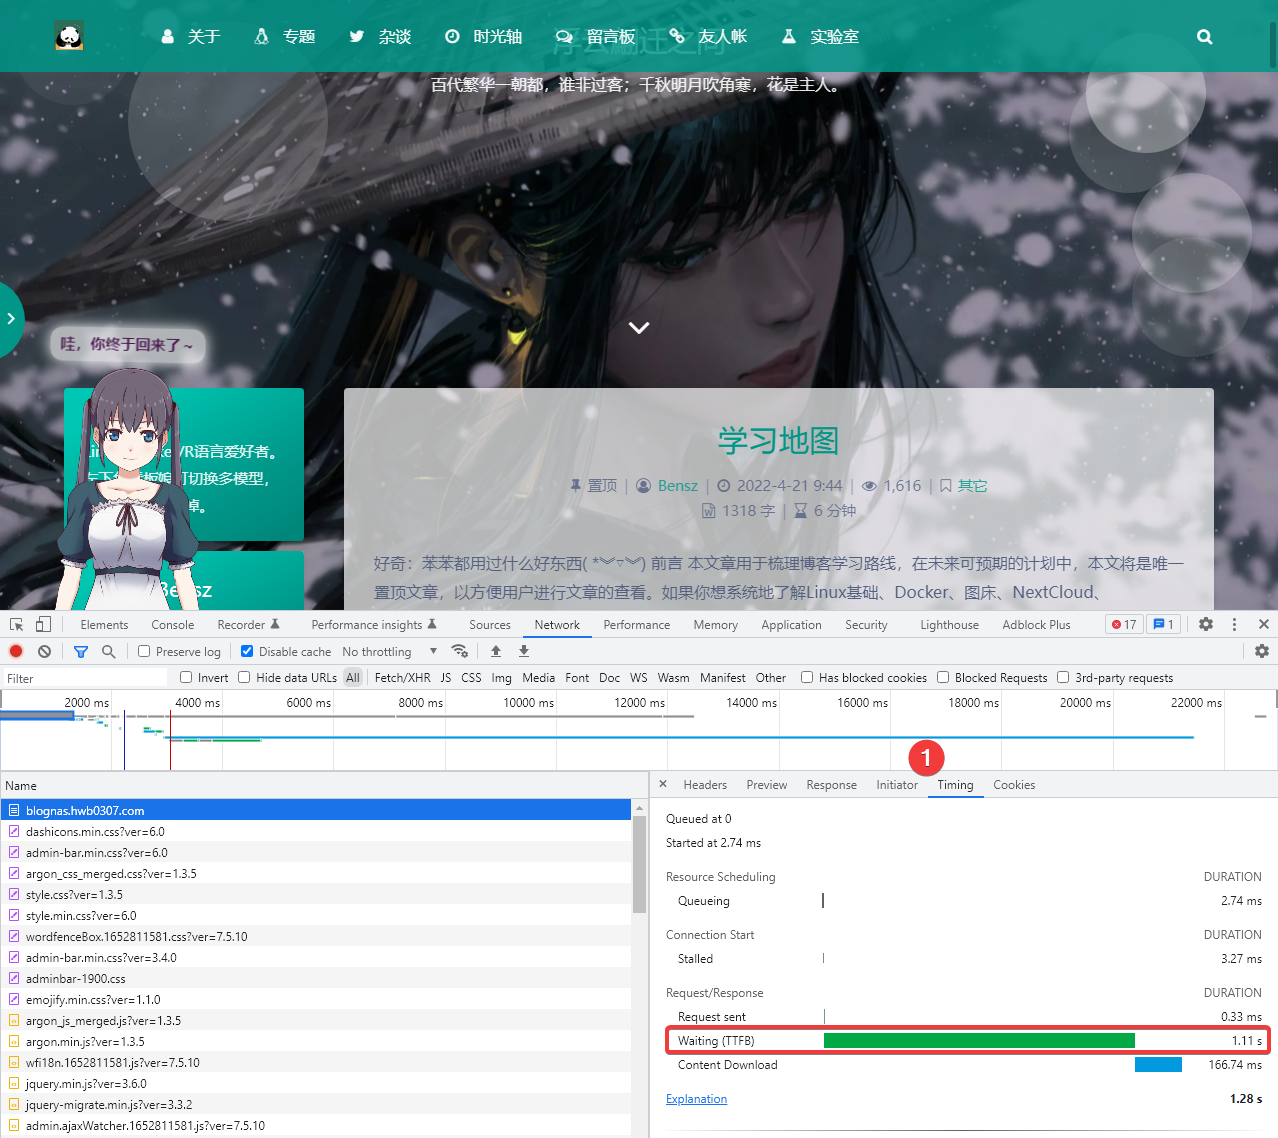 关于 专题 杂谈 时光轴 留言板 友人帐 实验室
百代繁华一朝都，谁非过客；千秋明月吹角寒，花是主人。
哇，你终于回来了~
/R语言爱好者。
可切换多模型，
学习地图
置顶 | Bensz | 2022-4-21 9:44 | 1,616 | 其它
1318 字 | 6 分钟
好奇：苯苯都用过什么好东西( *︾▽︾) 前言 本文章用于梳理博客学习路线，在未来可预期的计划中，本文将是唯一
置顶文章，以方便用户进行文章的查看。如果你想系统地了解Linux基础、Docker、图床、NextCloud、
Bensz
Elements Console Recorder Performance insights Sources Network Performance Memory Application Security Lighthouse Adblock Plus 17 1
Preserve log Disable cache No throttling
Filter Invert Hide data URLs All Fetch/XHR JS CSS Img Media Font Doc WS Wasm Manifest Other Has blocked cookies Blocked Requests 3rd-party requests
2000 ms 4000 ms 6000 ms 8000 ms 10000 ms 12000 ms 14000 ms 16000 ms 18000 ms 20000 ms 22000 ms
1
Name
blognas.hwb0307.com
dashicons.min.css?ver=6.0
admin-bar.min.css?ver=6.0
argon_css_merged.css?ver=1.3.5
style.css?ver=1.3.5
style.min.css?ver=6.0
wordfenceBox.1652811581.css?ver=7.5.10
admin-bar.min.css?ver=3.4.0
adminbar-1900.css
emojify.min.css?ver=1.1.0
argon_js_merged.js?ver=1.3.5
argon.min.js?ver=1.3.5
wfi18n.1652811581.js?ver=7.5.10
jquery.min.js?ver=3.6.0
jquery-migrate.min.js?ver=3.3.2
admin.ajaxWatcher.1652811581.js?ver=7.5.10
Headers Preview Response Initiator Timing Cookies
Queued at 0
Started at 2.74 ms
Resource Scheduling DURATION
Queueing 2.74 ms
Connection Start DURATION
Stalled 3.27 ms
Request/Response DURATION
Request sent 0.33 ms
Waiting (TTFB) 1.11 s
Content Download 166.74 ms
Explanation 1.28 s